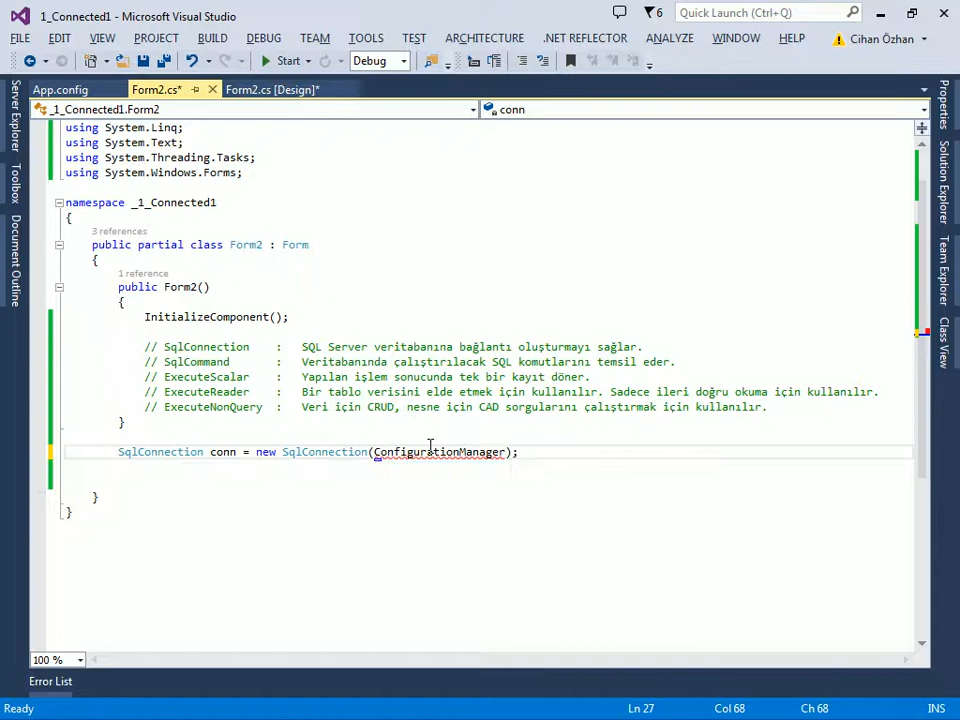 1_Connected1 - Microsoft Visual Studio
6
Quick Launch (Ctrl+Q)
FILE EDIT VIEW PROJECT BUILD DEBUG TEAM TOOLS TEST ARCHITECTURE .NET REFLECTOR ANALYZE WINDOW HELP Cihan Özhan
Start Debug
App.config Form2.cs* Form2.cs [Design]*
_1_Connected1.Form2 conn
Server Explorer
Toolbox
Document Outline
using System.Linq;
using System.Text;
using System.Threading.Tasks;
using System.Windows.Forms;
namespace _1_Connected1
{
3 references
public partial class Form2 : Form
{
1 reference
public Form2()
{
InitializeComponent();
// SqlConnection : SQL Server veritabanına bağlantı oluşturmayı sağlar.
// SqlCommand : Veritabanında çalıştırılacak SQL komutlarını temsil eder.
// ExecuteScalar : Yapılan işlem sonucunda tek bir kayıt döner.
// ExecuteReader : Bir tablo verisini elde etmek için kullanılır. Sadece ileri doğru okuma için kullanılır.
// ExecuteNonQuery : Veri için CRUD, nesne için CAD sorgularını çalıştırmak için kullanılır.
}
SqlConnection conn = new SqlConnection(ConfigurationManager);
}
}
Properties
Solution Explorer
Team Explorer
Class View
100 %
Error List
Ready Ln 27 Col 68 Ch 68 INS